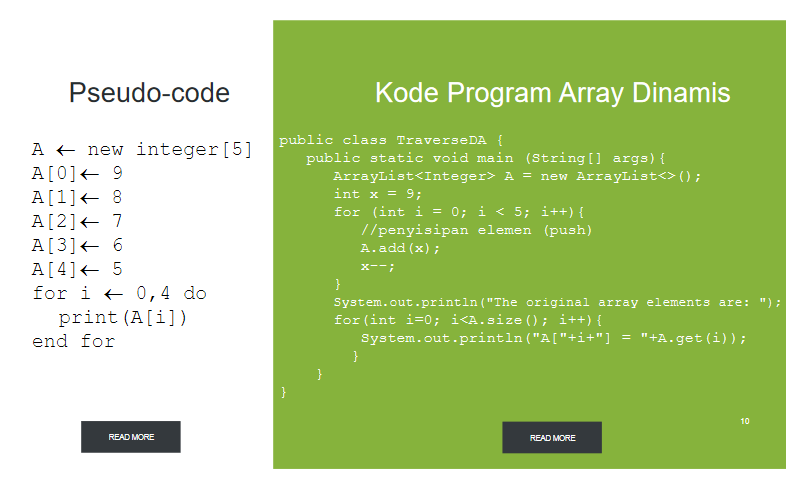 Pseudo-code
A ← new integer[5]
A[0]← 9
A[1]← 8
A[2]← 7
A[3]← 6
A[4]← 5
for i ← 0,4 do
print(A[i])
end for
READ MORE
Kode Program Array Dinamis
public class TraverseDA {
public static void main (String[] args){
ArrayList<Integer> A = new ArrayList<>();
int x = 9;
for (int i = 0; i < 5; i++){
//penyisipan elemen (push)
A.add(x);
x--;
}
System.out.println("The original array elements are: ");
for(int i=0; i<A.size(); i++){
System.out.println("A["+i+"] = "+A.get(i));
}
}
}
10
READ MORE